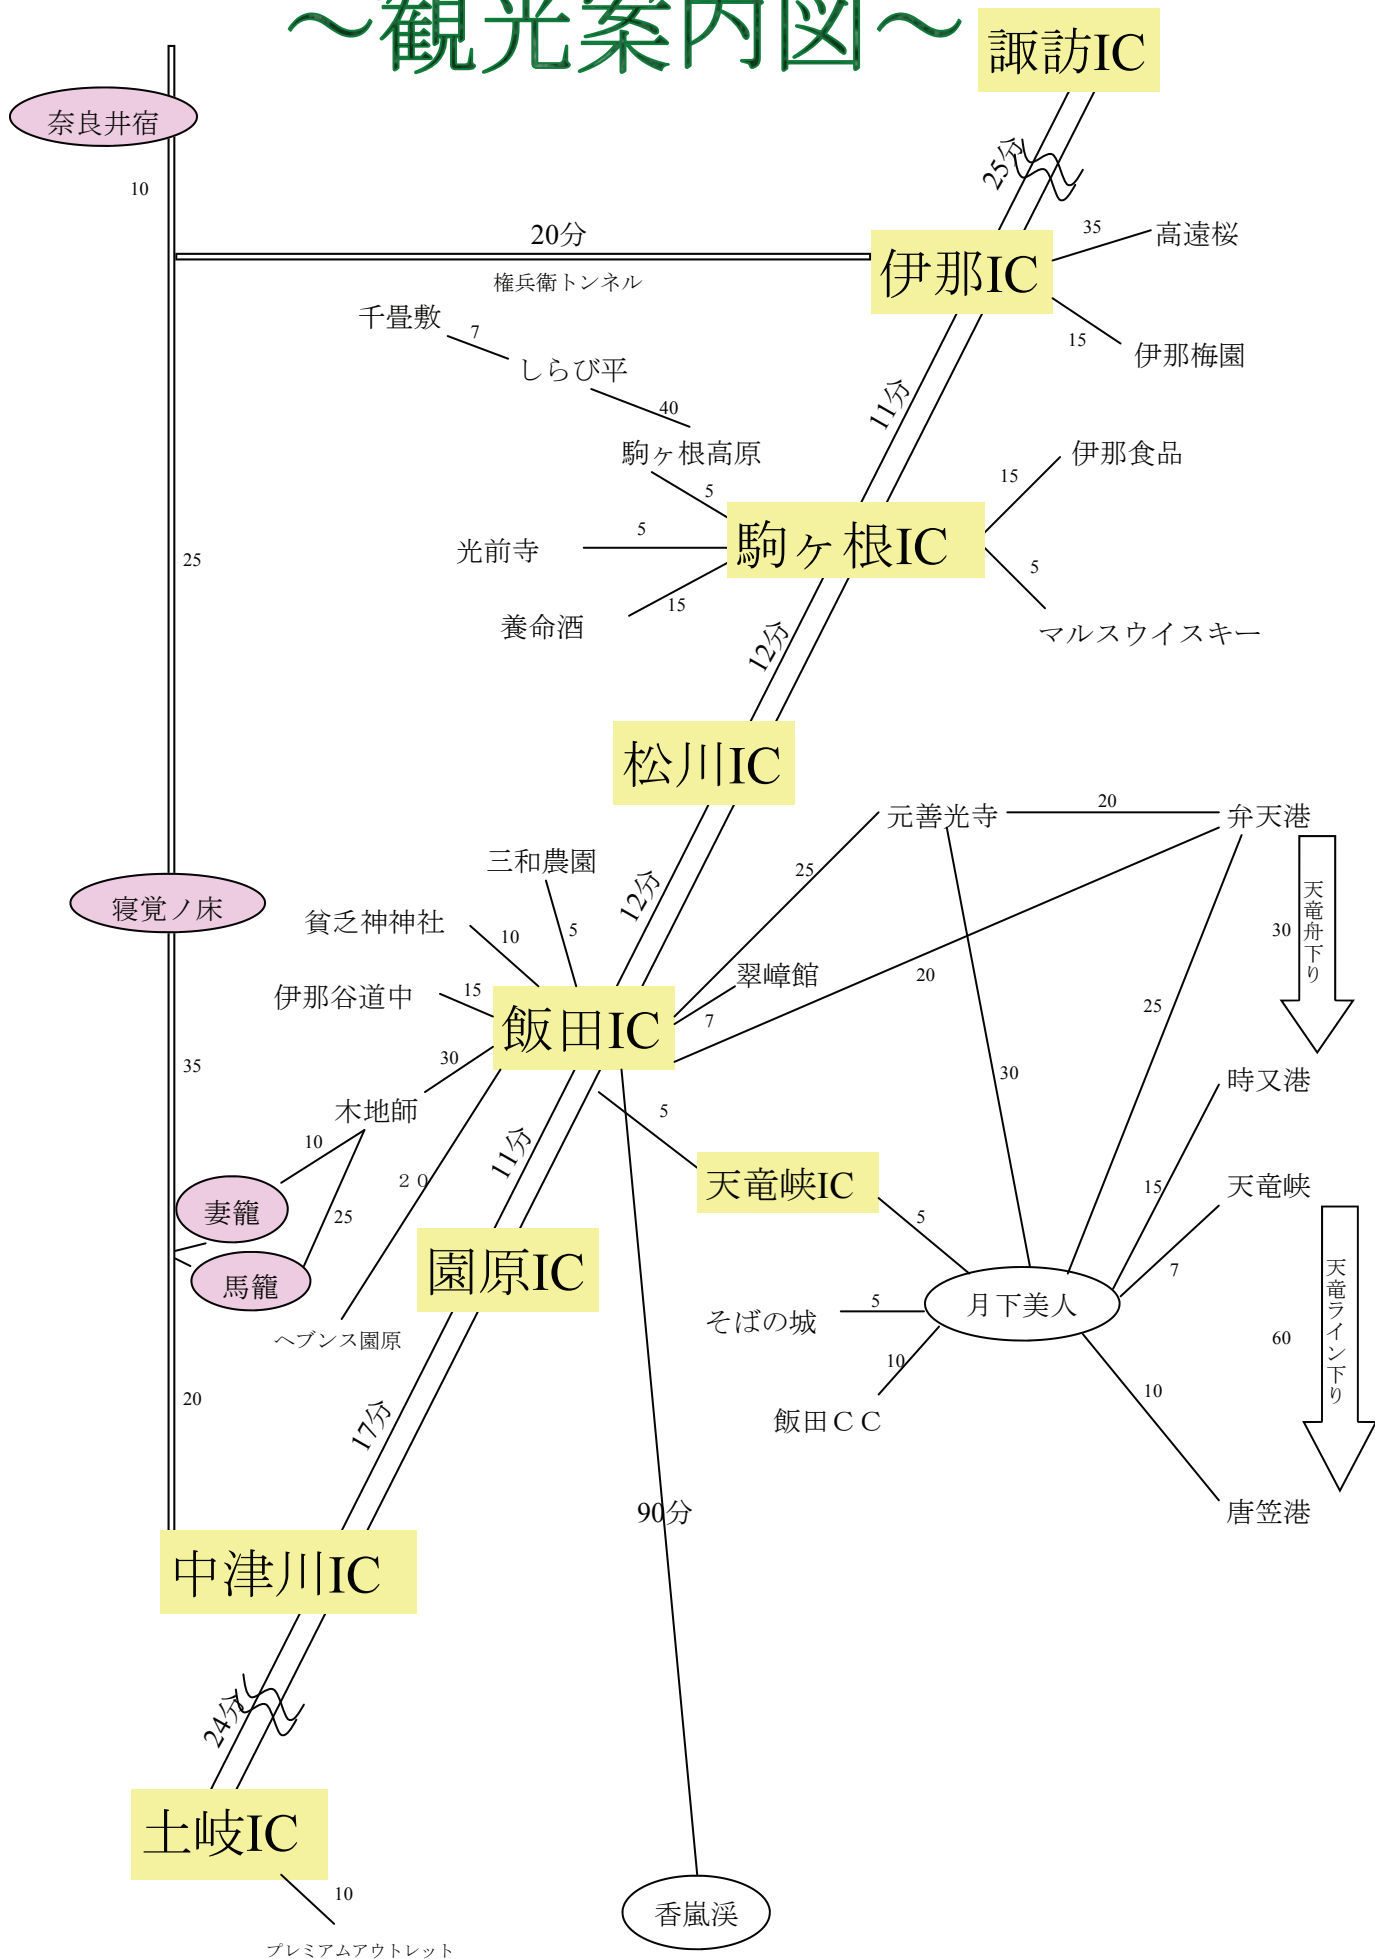 ～観光案内図～
諏訪IC
奈良井宿
10
25分
20分
権兵衛トンネル
伊那IC
35
高遠桜
15
伊那梅園
千畳敷
7
しらび平
40
11分
駒ヶ根高原
5
伊那食品
15
25
光前寺
5
駒ヶ根IC
養命酒
15
5
マルスウイスキー
12分
松川IC
元善光寺
20
弁天港
三和農園
5
12分
25
寝覚ノ床
貧乏神神社
10
伊那谷道中
15
翠嶂館
7
20
飯田IC
25
30
天竜舟下り
35
30
木地師
10
25
２０
11分
5
30
時又港
妻籠
馬籠
天竜峡IC
5
15
天竜峡
7
園原IC
ヘブンス園原
そばの城
5
月下美人
10
飯田ＣＣ
10
60
天竜ライン下り
20
17分
90分
唐笠港
中津川IC
24分
土岐IC
10
プレミアムアウトレット
香嵐渓